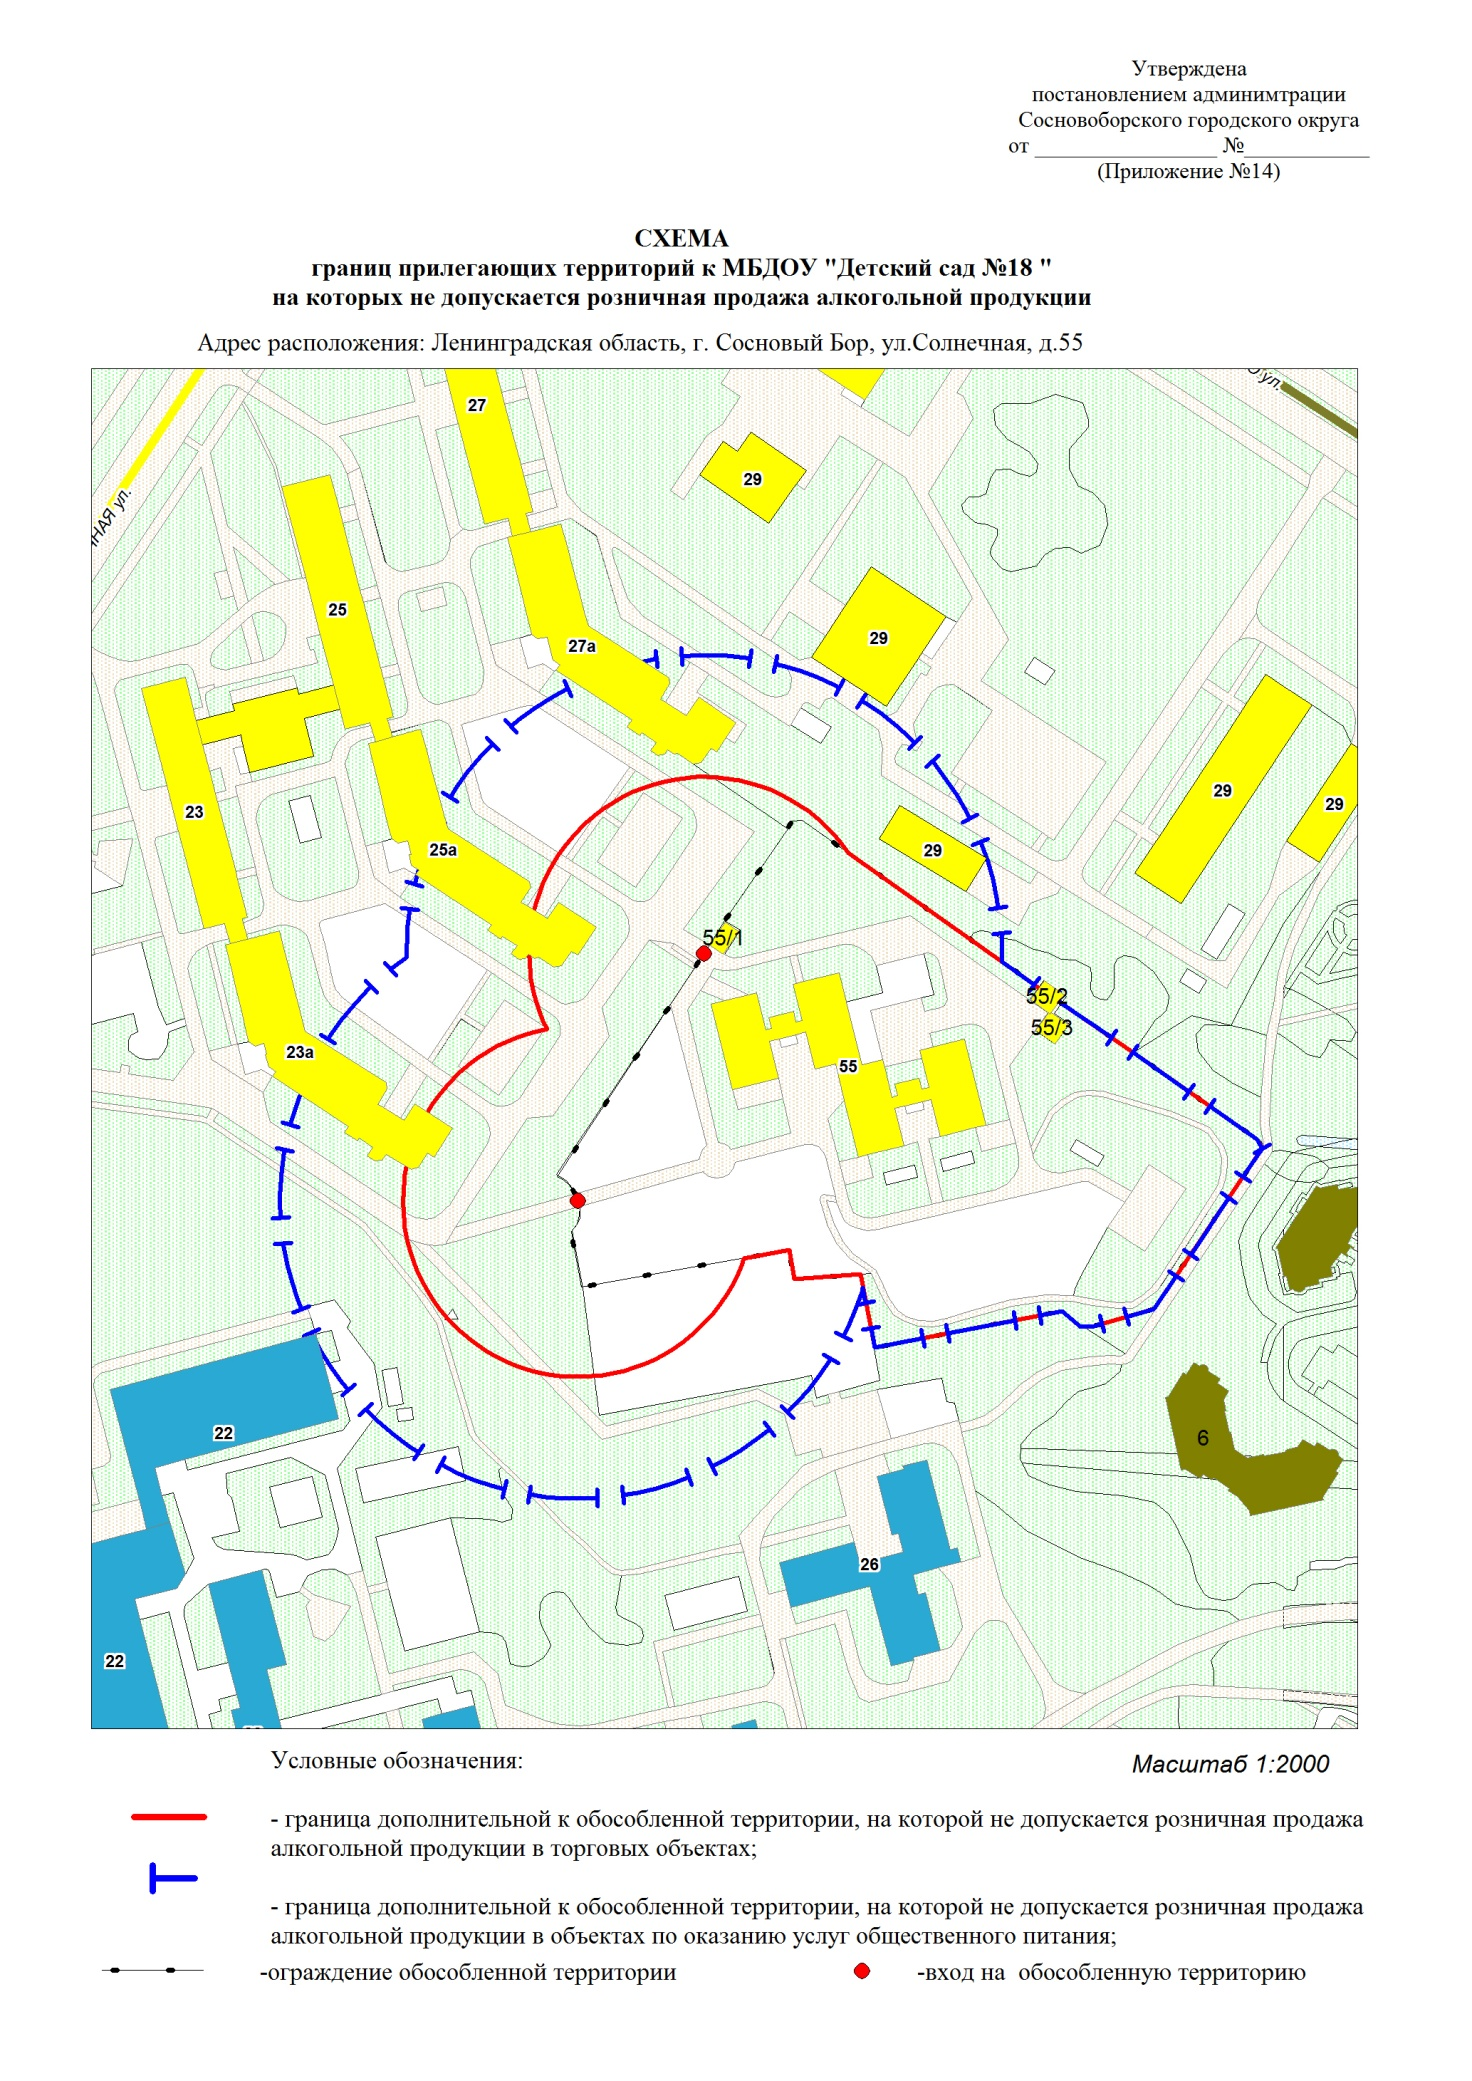 Утверждена
постановлением админимтрации
Сосновоборского городского округа
от _________________ №____________
(Приложение №14)
СХЕМА
границ прилегающих территорий к МБДОУ "Детский сад №18 "
на которых не допускается розничная продажа алкогольной продукции
Адрес расположения: Ленинградская область, г. Сосновый Бор, ул.Солнечная, д.55
27
29
НАЯ ул.
ул.
25
29
27а
23
29
29
25а
29
55/1
55/2
55/3
23а
55
22
6
26
22
Условные обозначения:
Масштаб 1:2000
- граница дополнительной к обособленной территории, на которой не допускается розничная продажа
алкогольной продукции в торговых объектах;
- граница дополнительной к обособленной территории, на которой не допускается розничная продажа
алкогольной продукции в объектах по оказанию услуг общественного питания;
-ограждение обособленной территории
-вход на обособленную территорию